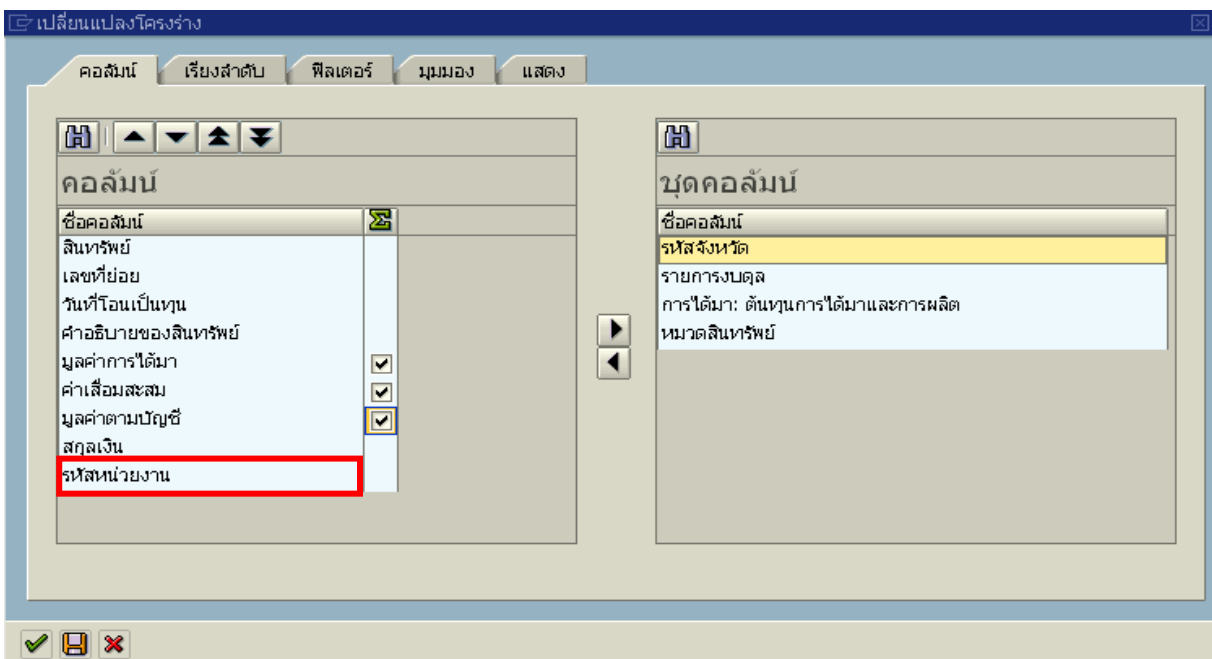 เปลี่ยนแปลงโครงร่าง
คอลัมน์ เรียงลำดับ ฟิลเตอร์ มุมมอง แสดง
คอลัมน์
ชื่อคอลัมน์
สินทรัพย์
เลขที่ย่อย
วันที่โอนเป็นทุน
คำอธิบายของสินทรัพย์
มูลค่าการได้มา
ค่าเสื่อมสะสม
มูลค่าตามบัญชี
สกุลเงิน
รหัสหน่วยงาน
ชุดคอลัมน์
ชื่อคอลัมน์
รหัสจังหวัด
รายการงบดุล
การได้มา: ต้นทุนการได้มาและการผลิต
หมวดสินทรัพย์